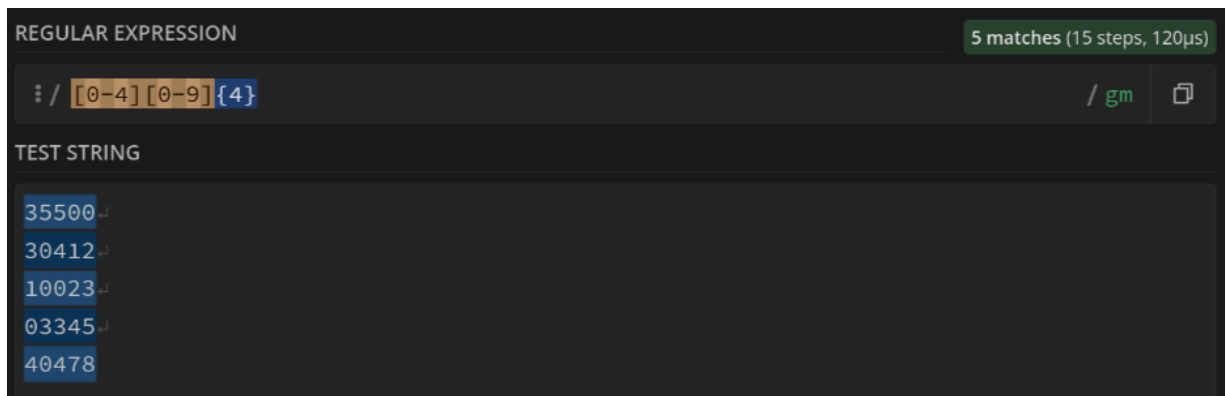 REGULAR EXPRESSION
5 matches (15 steps, 120μs)
/ [0-4][0-9]{4} / gm
TEST STRING
35500↵
30412↵
10023↵
03345↵
40478